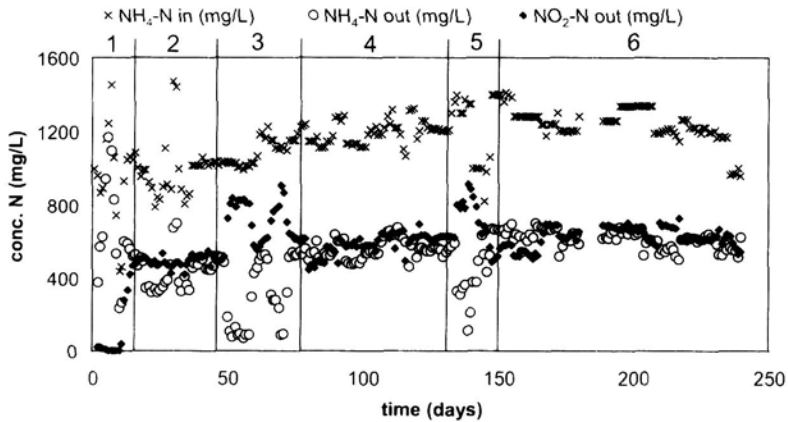 × NH₄-N in (mg/L) ○ NH₄-N out (mg/L) ◆ NO₂-N out (mg/L)
1 2 3 4 5 6
1600
1200
800
400
0
conc. N (mg/L)
0 50 100 150 200 250
time (days)